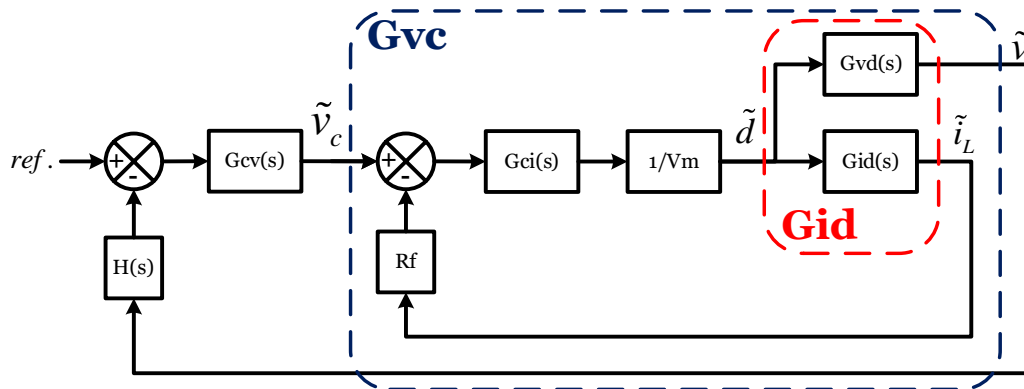 Gvc
Gvd(s)
ṽ
ref.
+
-
Gcv(s)
ṽc
+
-
Gci(s)
1/Vm
d̃
Gid(s)
ĩL
Gid
H(s)
Rf